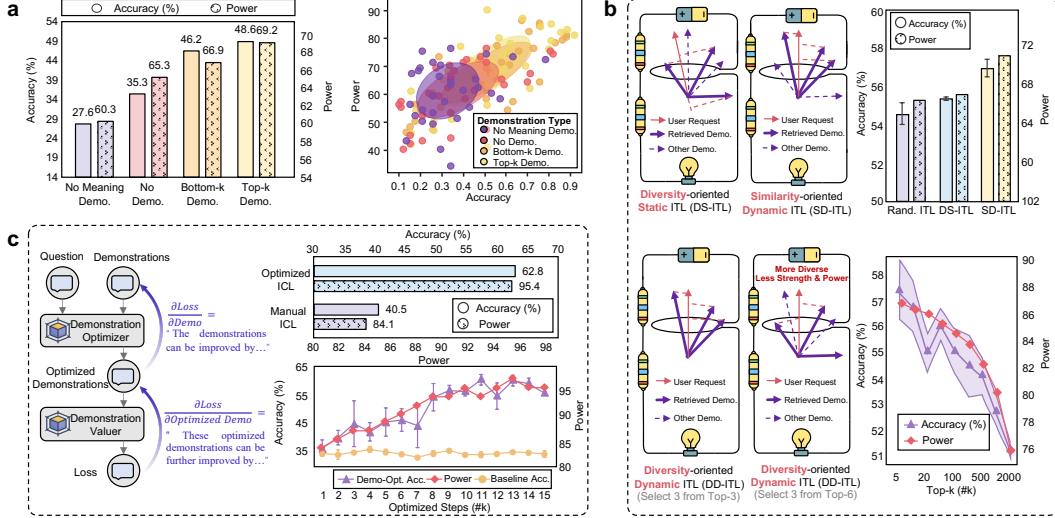 a
Accuracy (%) Power
54
49
44
39
34
29
24
19
14
Accuracy (%)
27.6 60.3
35.3 65.3
46.2 66.9
48.6 69.2
70
68
66
64
62
60
58
56
54
Power
No Meaning Demo.
No Demo.
Bottom-k Demo.
Top-k Demo.
90
80
70
60
50
40
Power
Demonstration Type
No Meaning Demo.
No Demo.
Bottom-k Demo.
Top-k Demo.
0.1 0.2 0.3 0.4 0.5 0.6 0.7 0.8 0.9
Accuracy
b
+ −
User Request
Retrieved Demo.
Other Demo.
Diversity-oriented
Static ITL (DS-ITL)
+ −
User Request
Retrieved Demo.
Other Demo.
Similarity-oriented
Dynamic ITL (SD-ITL)
60
58
56
54
52
50
Accuracy (%)
Accuracy (%)
Power
72
68
64
60
102
Power
Rand. ITL DS-ITL SD-ITL
+ −
User Request
Retrieved Demo.
Other Demo.
Diversity-oriented
Dynamic ITL (DD-ITL)
(Select 3 from Top-3)
+ −
More Diverse
Less Strength & Power
User Request
Retrieved Demo.
Other Demo.
Diversity-oriented
Dynamic ITL (DD-ITL)
(Select 3 from Top-6)
58
57
56
55
54
53
52
51
Accuracy (%)
Accuracy (%)
Power
90
88
86
84
82
80
78
76
Power
5 20 100 500 2000
Top-k (#k)
c
Question Demonstrations
Demonstration
Optimizer
Optimized
Demonstrations
Demonstration
Valuer
Loss
∂Loss
∂Demo =
" The demonstrations
can be improved by…"
∂Loss
∂Optimized Demo =
" These optimized
demonstrations can be
further improved by…"
Accuracy (%)
30 35 40 45 50 55 60 65 70
Optimized
ICL
62.8
95.4
Manual
ICL
40.5
84.1
Accuracy (%)
Power
80 82 84 86 88 90 92 94 96 98
Power
65
55
45
35
Accuracy (%)
95
90
85
80
Power
Demo-Opt. Acc. Power Baseline Acc.
1 2 3 4 5 6 7 8 9 10 11 12 13 14 15
Optimized Steps (#k)